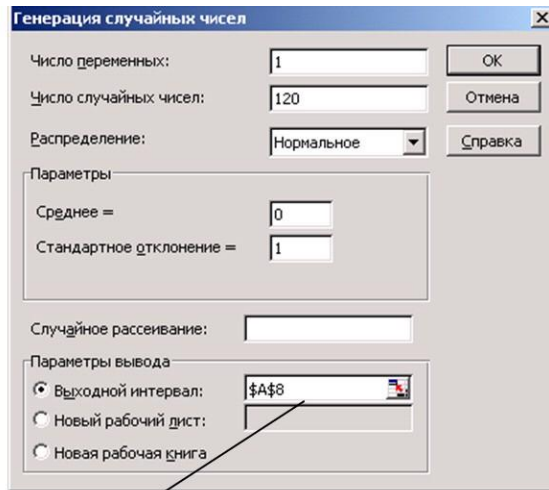 Генерация случайных чисел
Число переменных: 1
ОК
Число случайных чисел: 120
Отмена
Распределение: Нормальное
Справка
Параметры
Среднее = 0
Стандартное отклонение = 1
Случайное рассеивание:
Параметры вывода
Выходной интервал: $A$8
Новый рабочий лист:
Новая рабочая книга